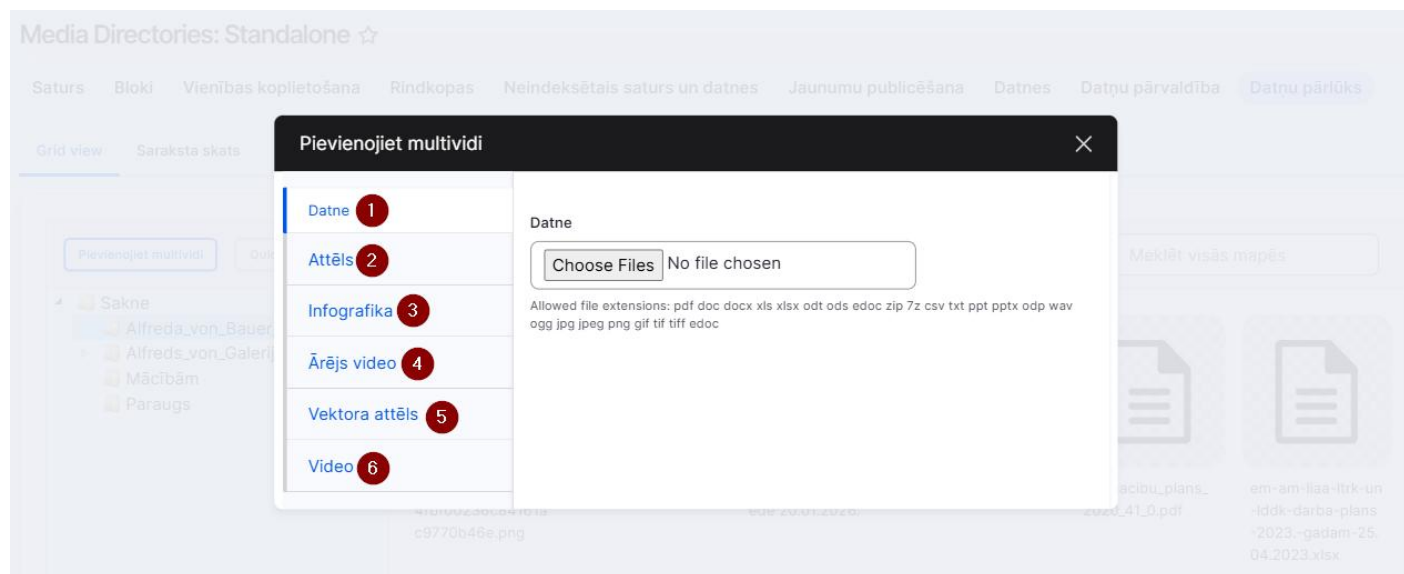 Media Directories: Standalone ☆
Saturs Bloki Vienības koplietošana Rindkopas Neindeksētais saturs un datnes Jaunumu publicēšana Datnes Datņu pārvaldība Datņu pārlūks
Grid view Saraksta skats
Pievienojiet multividi
Datne 1
Attēls 2
Infografika 3
Ārējs video 4
Vektora attēls 5
Video 6
Datne
Choose Files No file chosen
Allowed file extensions: pdf doc docx xls xlsx odt ods edoc zip 7z csv txt ppt pptx odp wav
ogg jpg jpeg png gif tif tiff edoc
Pievienojiet multividi
Meklēt visās mapēs
Sakne
Alfreda_von_Bauer
Alfreds_von_Galerij
Mācībām
Paraugs
c9770b46e.png
20.01.2026.
acibu_plans_
2026_41_0.pdf
em-am-liaa-ltrk-un
-lddk-darba-plans
-2023.-gadam-25.
04.2023.xlsx